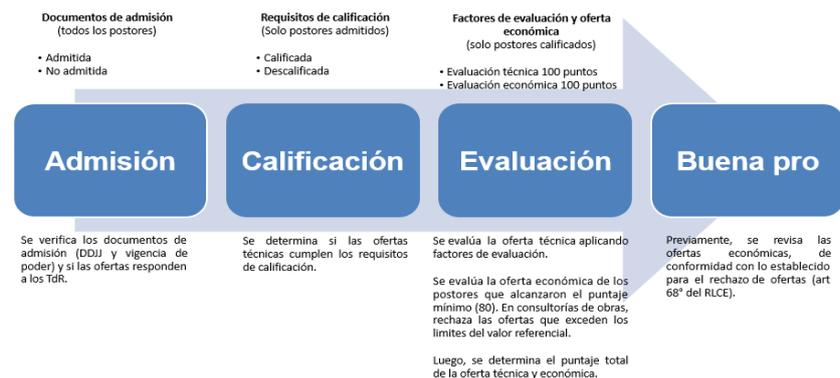 Documentos de admisión
(todos los postores)
• Admitida
• No admitida
Requisitos de calificación
(Solo postores admitidos)
• Calificada
• Descalificada
Factores de evaluación y oferta
económica
(solo postores calificados)
• Evaluación técnica 100 puntos
• Evaluación económica 100 puntos
Admisión
Calificación
Evaluación
Buena pro
Se verifica los documentos de
admisión (DDJJ y vigencia de
poder) y si las ofertas responden
a los TdR.
Se determina si las ofertas
técnicas cumplen los requisitos
de calificación.
Se evalúa la oferta técnica aplicando
factores de evaluación.
Se evalúa la oferta económica de los
postores que alcanzaron el puntaje
mínimo (80). En consultorías de obras,
rechaza las ofertas que exceden los
limites del valor referencial.
Luego, se determina el puntaje total
de la oferta técnica y económica.
Previamente, se revisa las
ofertas económicas, de
conformidad con lo establecido
para el rechazo de ofertas (art
68° del RLCE).